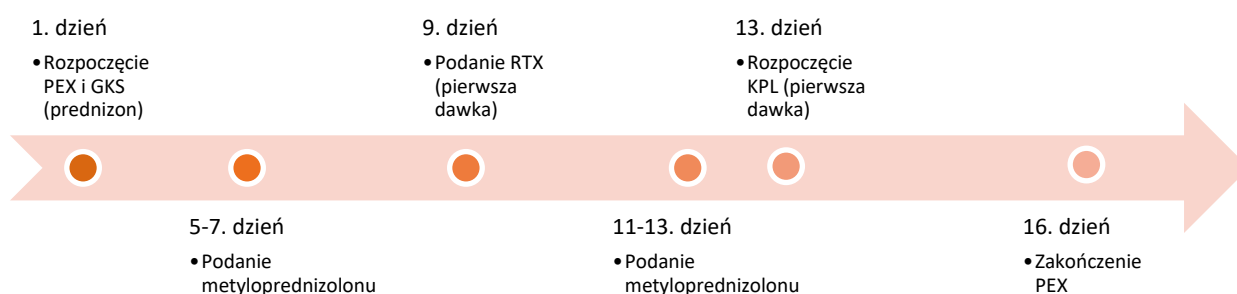 1. dzień
•Rozpoczęcie
PEX i GKS
(prednizon)
9. dzień
•Podanie RTX
(pierwsza
dawka)
13. dzień
•Rozpoczęcie
KPL (pierwsza
dawka)
5-7. dzień
•Podanie
metyloprednizolonu
11-13. dzień
•Podanie
metyloprednizolonu
16. dzień
•Zakończenie
PEX